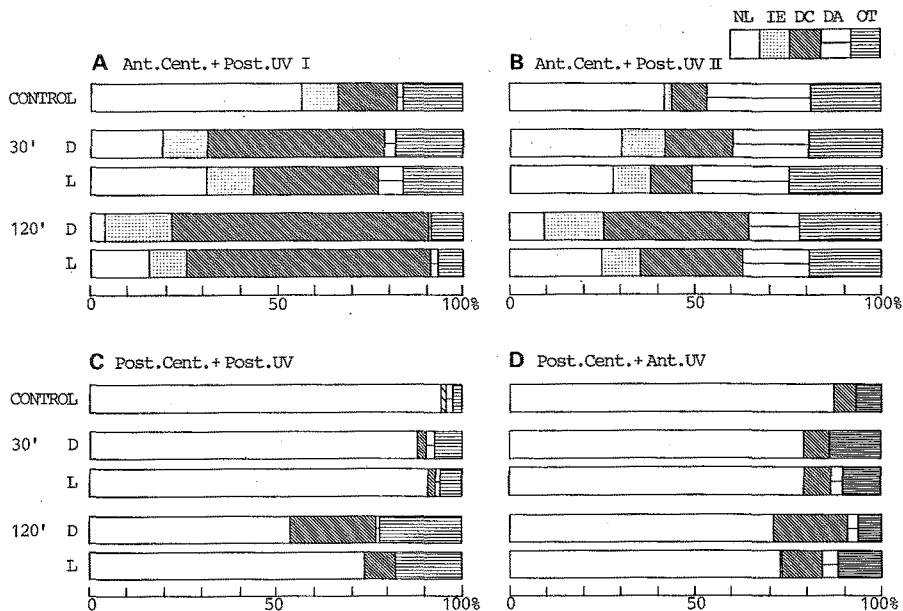 NL IE DC DA OT
A Ant.Cent.+Post.UV I
B Ant.Cent.+Post.UV II
CONTROL
30' D
L
120' D
L
0 50 100%
0 50 100%
C Post.Cent.+Post.UV
D Post.Cent.+Ant.UV
CONTROL
30' D
L
120' D
L
0 50 100%
0 50 100%